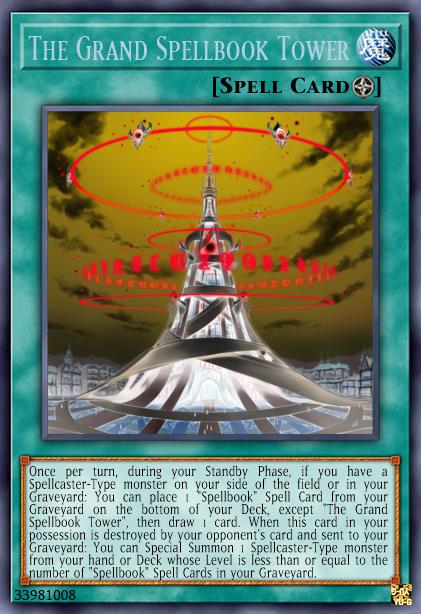 The Grand Spellbook Tower 魔
[Spell Card]
Once per turn, during your Standby Phase, if you have a
Spellcaster-Type monster on your side of the field or in your
Graveyard: You can place 1 "Spellbook" Spell Card from your
Graveyard on the bottom of your Deck, except "The Grand
Spellbook Tower", then draw 1 card. When this card in your
possession is destroyed by your opponent's card and sent to your
Graveyard: You can Special Summon 1 Spellcaster-Type monster
from your hand or Deck whose Level is less than or equal to the
number of "Spellbook" Spell Cards in your Graveyard.
33981008